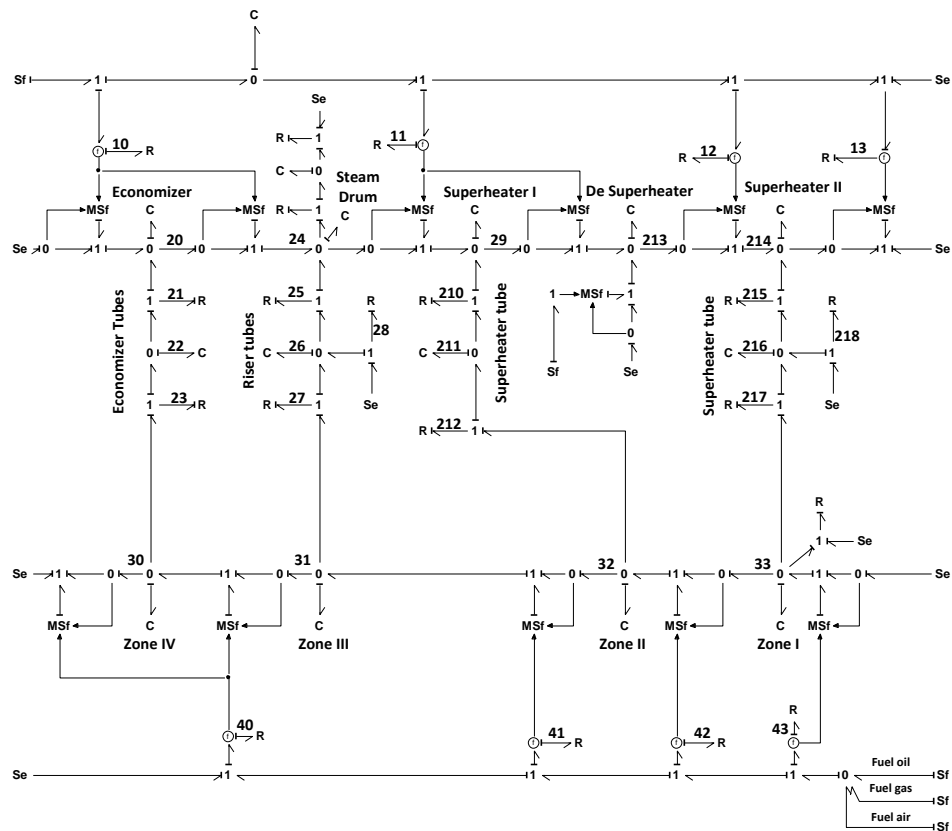 C
Sf 1 0 1 1 1 Se
Se
10 R
R 11
R 12
13 R
R 1
C 0
R 1
Economizer
Steam Drum
C
Superheater I
De Superheater
Superheater II
MSf C MSf MSf C MSf C MSf C MSf
Se 0 1 0 20 0 1 24 0 0 1 0 29 0 1 0 213 0 1 214 0 0 1 Se
Economizer Tubes
1 21 R
0 22 C
1 23 R
Riser tubes
R 25 1
R
28
C 26 0 1
R 27 1
Se
Superheater tube
R 210 1
C 211 0
R 212 1
1 MSf 1
0
Sf
Se
Superheater tube
R 215 1
R
218
C 216 0 1
R 217 1
Se
R
1 Se
Se 1 0 30 0 1 0 31 0 1 0 32 0 1 0 33 0 1 0 Se
MSf C MSf C MSf C MSf C MSf
Zone IV
Zone III
Zone II
Zone I
f 40 R
f 41 R
f 42 R
R
43 f
Se 1 1 1 1 0 Fuel oil Sf
Fuel gas Sf
Fuel air Sf